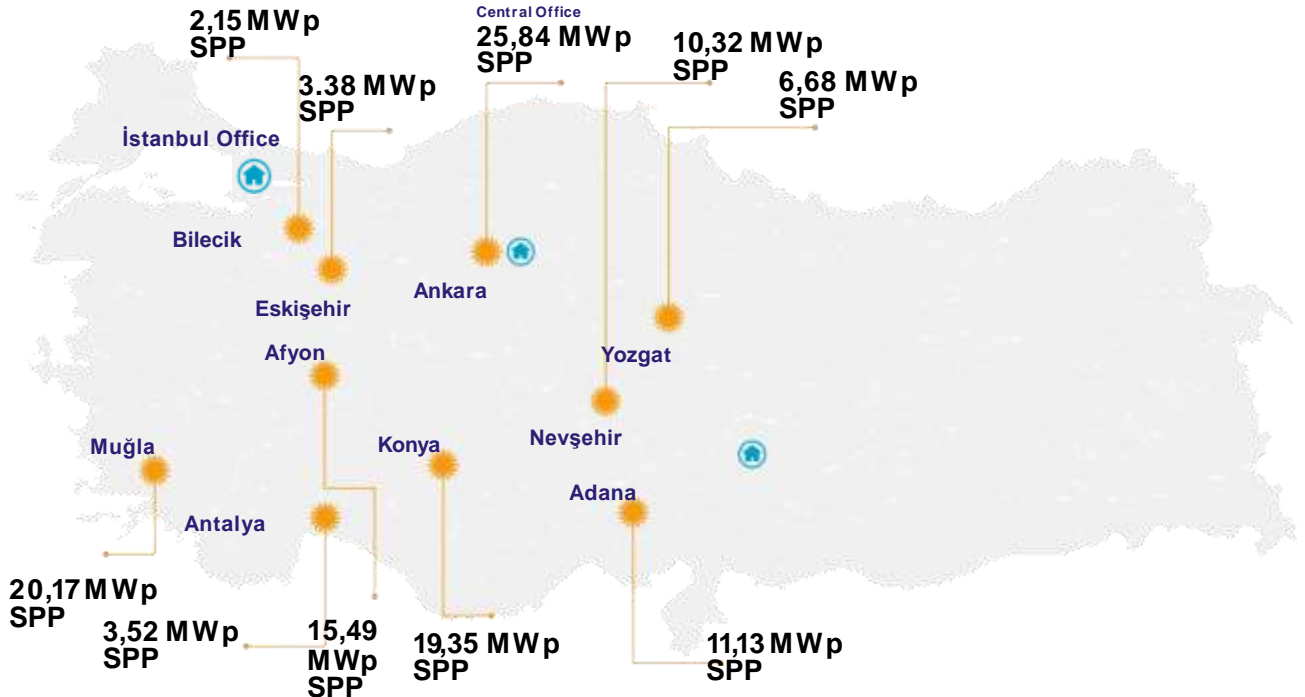 Central Office
2,15 MWp
SPP
25,84 MWp
SPP
10,32 MWp
SPP
3.38 MWp
SPP
6,68 MWp
SPP
İstanbul Office
Bilecik
Eskişehir
Ankara
Afyon
Yozgat
Muğla
Konya
Nevşehir
Adana
Antalya
20,17 MWp
SPP
3,52 MWp
SPP
15,49
MWp
SPP
19,35 MWp
SPP
11,13 MWp
SPP